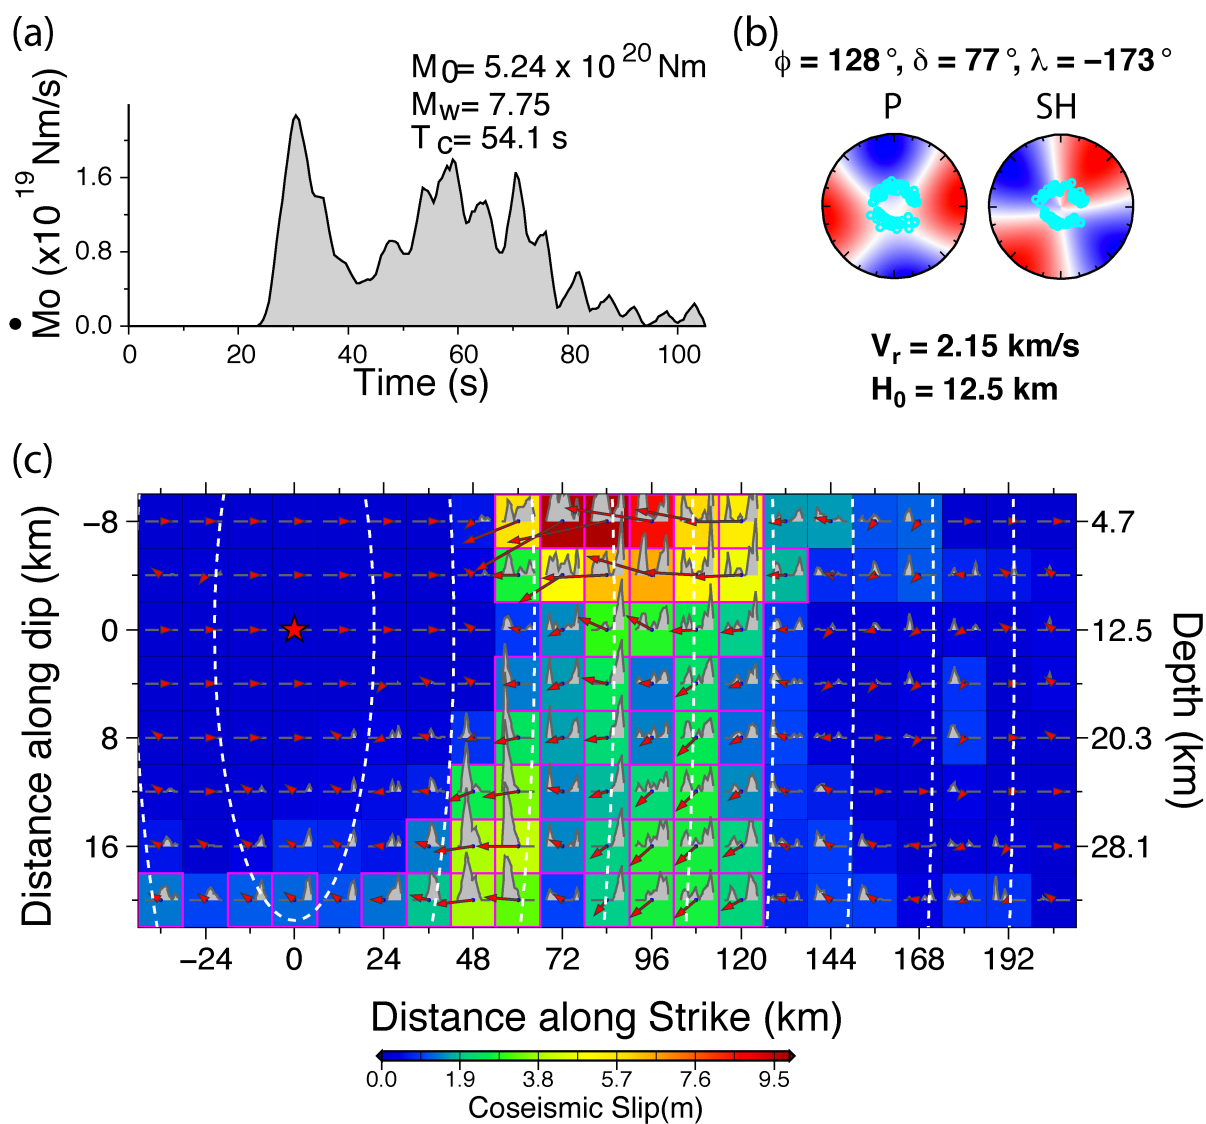 (a)
M0= 5.24 x 10 20 Nm
Mw= 7.75
Tc= 54.1 s
Mo (x10 19 Nm/s)
1.6
0.8
0.0
0 20 40 60 80 100
Time (s)
(b)
ϕ = 128°, δ = 77°, λ = −173°
P SH
Vr = 2.15 km/s
H0 = 12.5 km
(c)
Distance along dip (km)
−8
0
8
16
4.7
12.5
20.3
28.1
Depth (km)
−24 0 24 48 72 96 120 144 168 192
Distance along Strike (km)
0.0 1.9 3.8 5.7 7.6 9.5
Coseismic Slip(m)